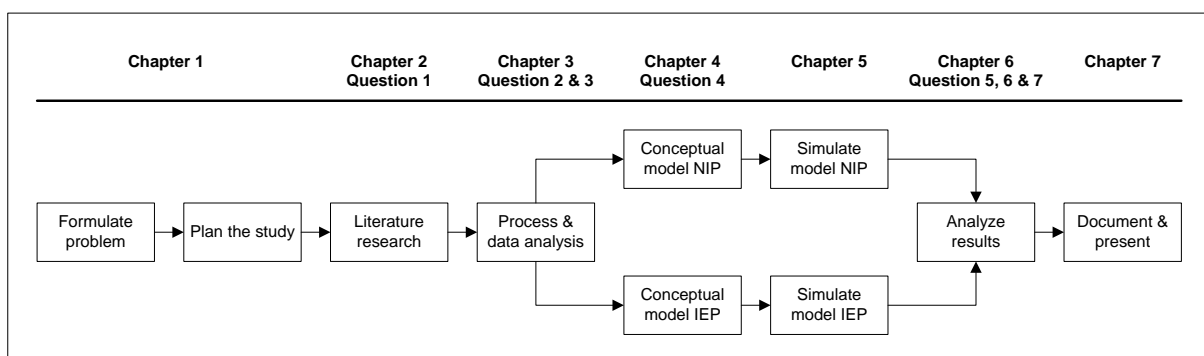 Chapter 1
Chapter 2
Question 1
Chapter 3
Question 2 & 3
Chapter 4
Question 4
Chapter 5
Chapter 6
Question 5, 6 & 7
Chapter 7
Formulate
problem
Plan the study
Literature
research
Process &
data analysis
Conceptual
model NIP
Simulate
model NIP
Conceptual
model IEP
Simulate
model IEP
Analyze
results
Document &
present